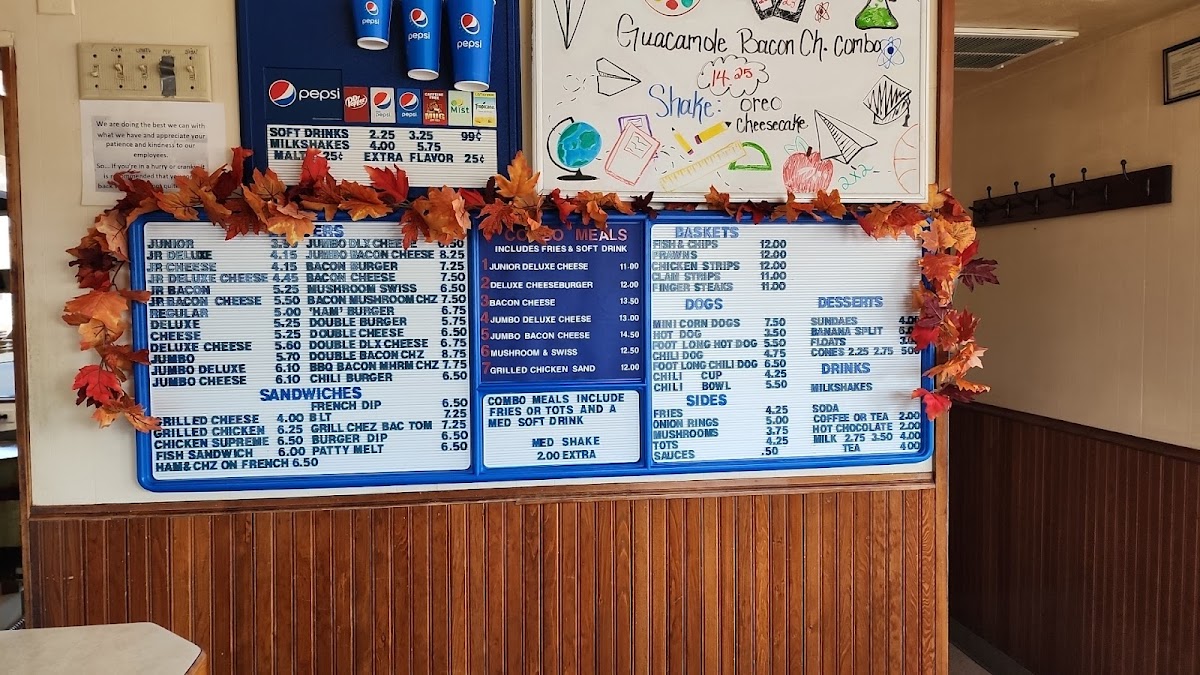 We are doing the best we can with
what we have and appreciate your
patience and kindness to our
employees.
pepsi
pepsi
pepsi
pepsi
SOFT DRINKS 2.25 3.25 99¢
MILKSHAKES 4.00 5.75
MALT 25¢ EXTRA FLAVOR 25¢
Guacamole Bacon Ch. Combo
14.25
Shake: oreo
cheesecake
2x2
JUNIOR
JR DELUXE 4.15
JR CHEESE 4.15
JR DELUXE CHEESE 4.45
JR BACON 5.25
JR BACON CHEESE 5.50
REGULAR 5.00
DELUXE 5.25
CHEESE 5.25
DELUXE CHEESE 5.60
JUMBO 5.70
JUMBO DELUXE 6.10
JUMBO CHEESE 6.10
JUMBO DLX CHEESE
JUMBO BACON CHEESE 8.25
BACON BURGER 7.25
BACON CHEESE 7.70
MUSHROOM SWISS 6.50
BACON MUSHROOM CHZ 7.50
'HAM' BURGER 6.75
DOUBLE BURGER 5.75
DOUBLE CHEESE 6.50
DOUBLE DLX CHEESE 6.75
DOUBLE BACON CHZ 8.75
BBQ BACON MHRM CHZ 7.75
CHILI BURGER 6.50
SANDWICHES
GRILLED CHEESE 4.00
GRILLED CHICKEN 6.25
CHICKEN SUPREME 6.50
FISH SANDWICH 6.00
HAM& CHZ ON FRENCH 6.50
FRENCH DIP 6.50
BLT 7.25
GRILL CHEZ BAC TOM 7.25
BURGER DIP 6.50
PATTY MELT 6.50
COMBO MEALS
INCLUDES FRIES & SOFT DRINK
1 JUNIOR DELUXE CHEESE 11.00
2 DELUXE CHEESEBURGER 12.00
3 BACON CHEESE 13.50
4 JUMBO DELUXE CHEESE 13.00
5 JUMBO BACON CHEESE 14.50
6 MUSHROOM & SWISS 12.50
7 GRILLED CHICKEN SAND 12.00
COMBO MEALS INCLUDE
FRIES OR TOTS AND A
MED SOFT DRINK
MED SHAKE
2.00 EXTRA
BASKETS
FISH & CHIPS 12.00
PRAWNS 12.00
CHICKEN STRIPS 12.00
CLAM STRIPS 11.00
FINGER STEAKS 11.00
DOGS
MINI CORN DOGS 7.50
HOT DOG 3.50
FOOT LONG HOT DOG 5.50
CHILI DOG 4.75
FOOT LONG CHILI DOG 6.50
CHILI CUP 4.25
CHILI BOWL 5.50
SIDES
FRIES 4.25
ONION RINGS 5.00
MUSHROOMS 3.75
TOTS 4.25
SAUCES .50
DESSERTS
SUNDAES
BANANA SPLIT
FLOATS
CONES 2.25 2.75
DRINKS
MILKSHAKES
SODA
COFFEE OR TEA 2.00
HOT CHOCOLATE 2.00
MILK 2.75 3.50 4.00
TEA 4.00